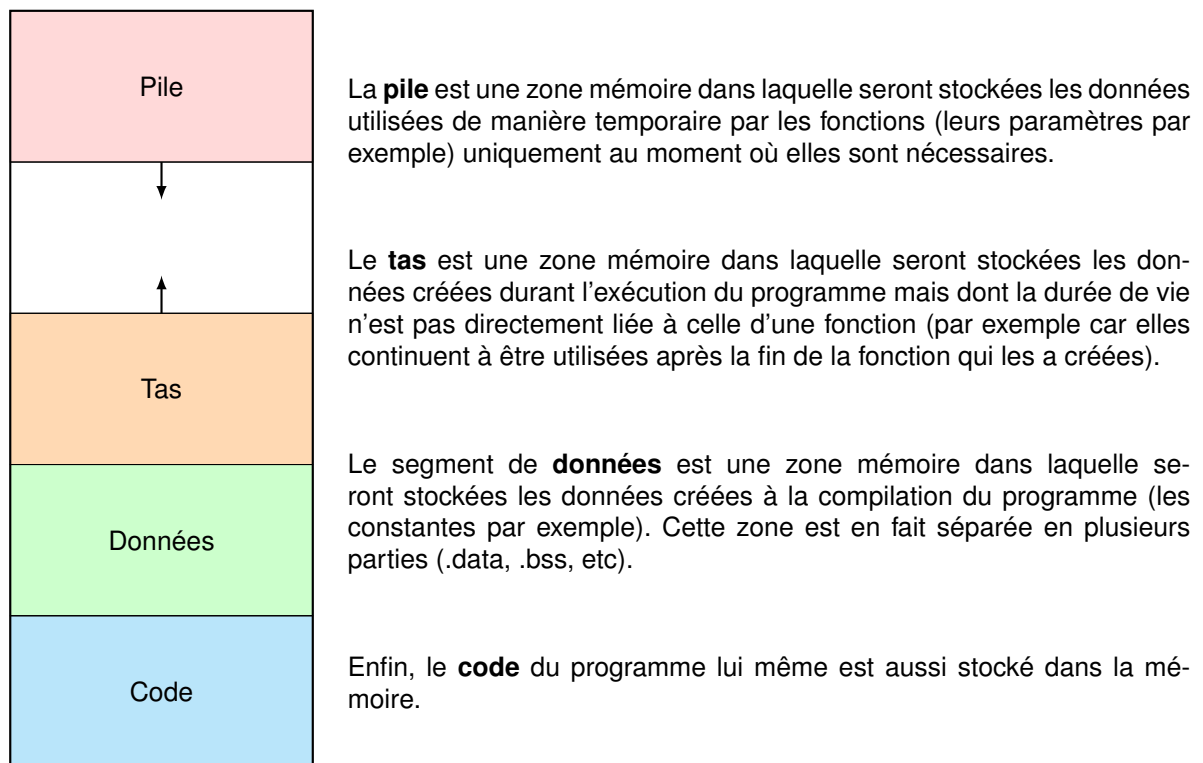 Pile
La pile est une zone mémoire dans laquelle seront stockées les données
utilisées de manière temporaire par les fonctions (leurs paramètres par
exemple) uniquement au moment où elles sont nécessaires.
Le tas est une zone mémoire dans laquelle seront stockées les don-
nées créées durant l'exécution du programme mais dont la durée de vie
n'est pas directement liée à celle d'une fonction (par exemple car elles
continuent à être utilisées après la fin de la fonction qui les a créées).
Tas
Le segment de données est une zone mémoire dans laquelle se-
ront stockées les données créées à la compilation du programme (les
constantes par exemple). Cette zone est en fait séparée en plusieurs
parties (.data, .bss, etc).
Données
Enfin, le code du programme lui même est aussi stocké dans la mé-
moire.
Code